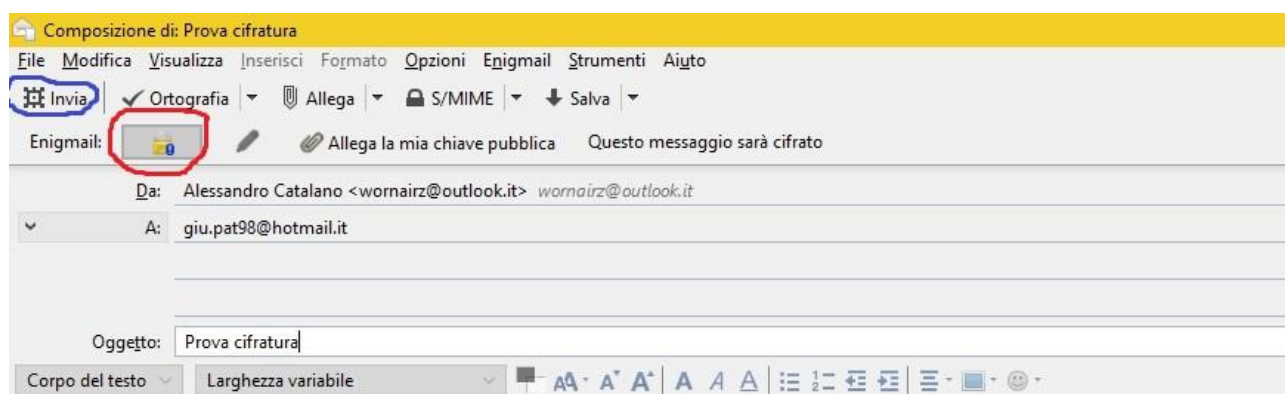 Composizione di: Prova cifratura
File Modifica Visualizza Inserisci Formato Opzioni Enigmail Strumenti Aiuto
Invia Ortografia Allega S/MIME Salva
Enigmail: Allega la mia chiave pubblica Questo messaggio sarà cifrato
Da: Alessandro Catalano <wornairz@outlook.it> wornairz@outlook.it
A: giu.pat98@hotmail.it
Oggetto: Prova cifratura
Corpo del testo Larghezza variabile